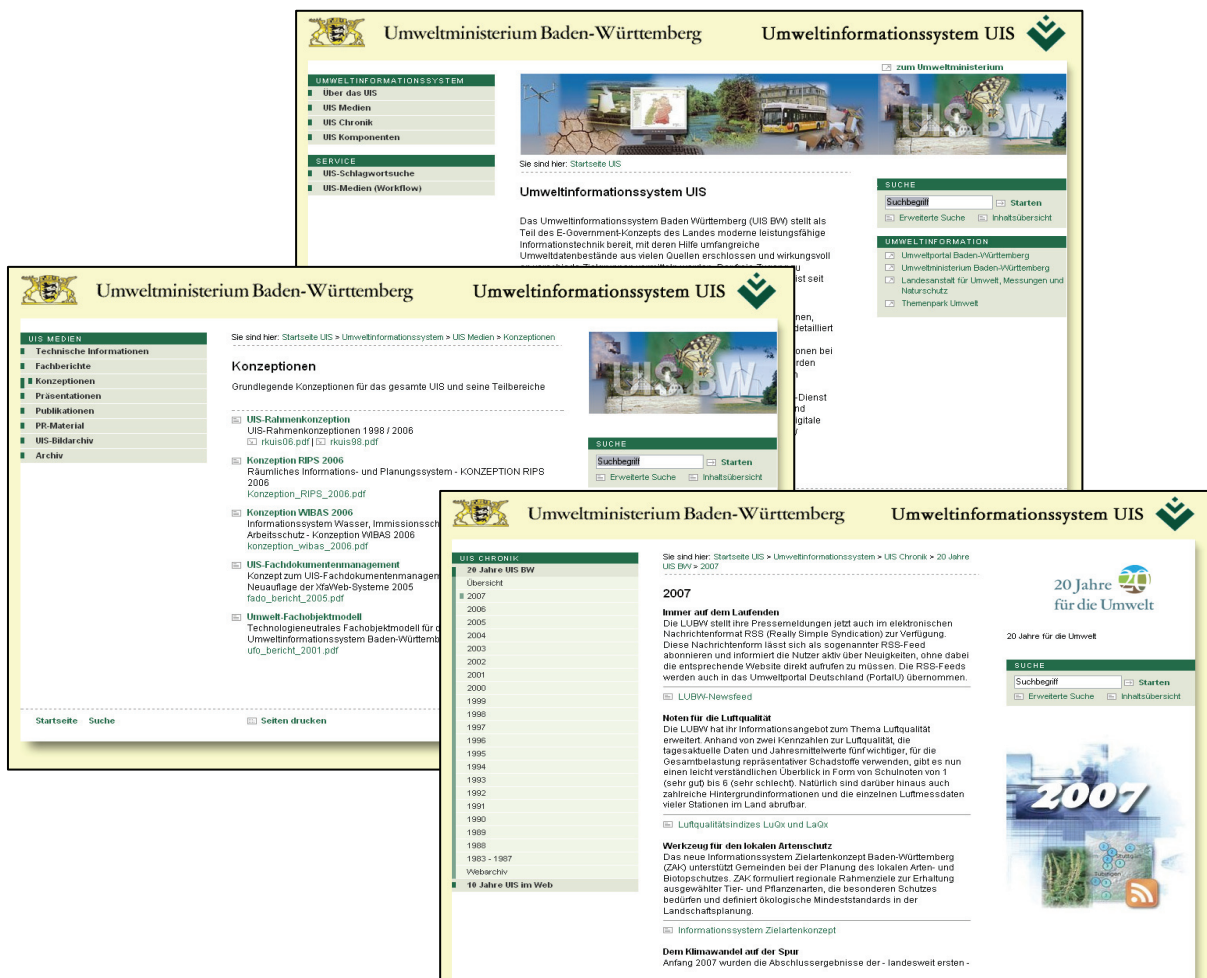 Umweltministerium Baden-Württemberg
Umweltinformationssystem UIS
zum Umweltministerium
UMWELTINFORMATIONSSYSTEM
Über das UIS
UIS Medien
UIS Chronik
UIS Komponenten
SERVICE
UIS-Schlagwortsuche
UIS-Medien (Workflow)
UIS.BW
Sie sind hier: Startseite UIS
Umweltinformationssystem UIS
Das Umweltinformationssystem Baden Württemberg (UIS BW) stellt als
Teil des E-Government-Konzepts des Landes moderne leistungsfähige
Informationstechnik bereit, mit deren Hilfe umfangreiche
Umweltdatenbestände aus vielen Quellen erschlossen und wirkungsvoll
ist seit
detailliert
SUCHE
Suchbegriff
Starten
Erweiterte Suche
Inhaltsübersicht
UMWELTINFORMATION
Umweltportal Baden-Württemberg
Umweltministerium Baden-Württemberg
Landesanstalt für Umwelt, Messungen und
Naturschutz
Themenpark Umwelt
Umweltministerium Baden-Württemberg
Umweltinformationssystem UIS
UIS MEDIEN
Technische Informationen
Fachberichte
Konzeptionen
Präsentationen
Publikationen
PR-Material
UIS-Bildarchiv
Archiv
Sie sind hier: Startseite UIS > Umweltinformationssystem > UIS Medien > Konzeptionen
Konzeptionen
Grundlegende Konzeptionen für das gesamte UIS und seine Teilbereiche
UIS-Rahmenkonzeption
UIS-Rahmenkonzeptionen 1998 / 2006
rkuis06.pdf | rkuis98.pdf
Konzeption RIPS 2006
Räumliches Informations- und Planungssystem - KONZEPTION RIPS
2006
Konzeption_RIPS_2006.pdf
Konzeption WIBAS 2006
Informationssystem Wasser, Immissionssch
Arbeitsschutz - Konzeption WIBAS 2006
konzeption_wibas_2006.pdf
UIS-Fachdokumentenmanagement
Konzept zum UIS-Fachdokumentenmanagem
Neuauflage der XfaWeb-Systeme 2005
fado_bericht_2005.pdf
Umwelt-Fachobjektmodell
Technologieneutrales Fachobjektmodell für d
Umweltinformationssystem Baden-Württemb
ufo_bericht_2001.pdf
UIS.BW
SUCHE
Suchbegriff
Starten
Erweiterte Suche
Inhaltsübersicht
Startseite Suche
Seiten drucken
Umweltministerium Baden-Württemberg
Umweltinformationssystem UIS
UIS CHRONIK
20 Jahre UIS BW
Übersicht
2007
2006
2005
2004
2003
2002
2001
2000
1999
1998
1997
1996
1995
1994
1993
1992
1991
1990
1989
1988
1983 - 1987
Webarchiv
10 Jahre UIS im Web
Sie sind hier: Startseite UIS > Umweltinformationssystem > UIS Chronik > 20 Jahre
UIS BW > 2007
2007
Immer auf dem Laufenden
Die LUBW stellt ihre Pressemeldungen jetzt auch im elektronischen
Nachrichtenformat RSS (Really Simple Syndication) zur Verfügung.
Diese Nachrichtenform lässt sich als sogenannter RSS-Feed
abonnieren und informiert die Nutzer aktiv über Neuigkeiten, ohne dabei
die entsprechende Website direkt aufrufen zu müssen. Die RSS-Feeds
werden auch in das Umweltportal Deutschland (PortalU) übernommen.
LUBW-Newsfeed
Noten für die Luftqualität
Die LUBW hat ihr Informationsangebot zum Thema Luftqualität
erweitert. Anhand von zwei Kennzahlen zur Luftqualität, die
tagesaktuelle Daten und Jahresmittelwerte fünf wichtiger, für die
Gesamtbelastung repräsentativer Schadstoffe verwenden, gibt es nun
einen leicht verständlichen Überblick in Form von Schulnoten von 1
(sehr gut) bis 6 (sehr schlecht). Natürlich sind darüber hinaus auch
zahlreiche Hintergrundinformationen und die einzelnen Luftmessdaten
vieler Stationen im Land abrufbar.
Luftqualitätsindizes LuQx und LaQx
Werkzeug für den lokalen Artenschutz
Das neue Informationssystem Zielartenkonzept Baden-Württemberg
(ZAK) unterstützt Gemeinden bei der Planung des lokalen Arten- und
Biotopschutzes. ZAK formuliert regionale Rahmenziele zur Erhaltung
ausgewählter Tier- und Pflanzenarten, die besonderen Schutzes
bedürfen und definiert ökologische Mindeststandards in der
Landschaftsplanung.
Informationssystem Zielartenkonzept
Dem Klimawandel auf der Spur
Anfang 2007 wurden die Abschlussergebnisse der - landesweit ersten -
20 Jahre 20
für die Umwelt
20 Jahre für die Umwelt
SUCHE
Suchbegriff
Starten
Erweiterte Suche
Inhaltsübersicht
2007
Stuttgart
Tübingen